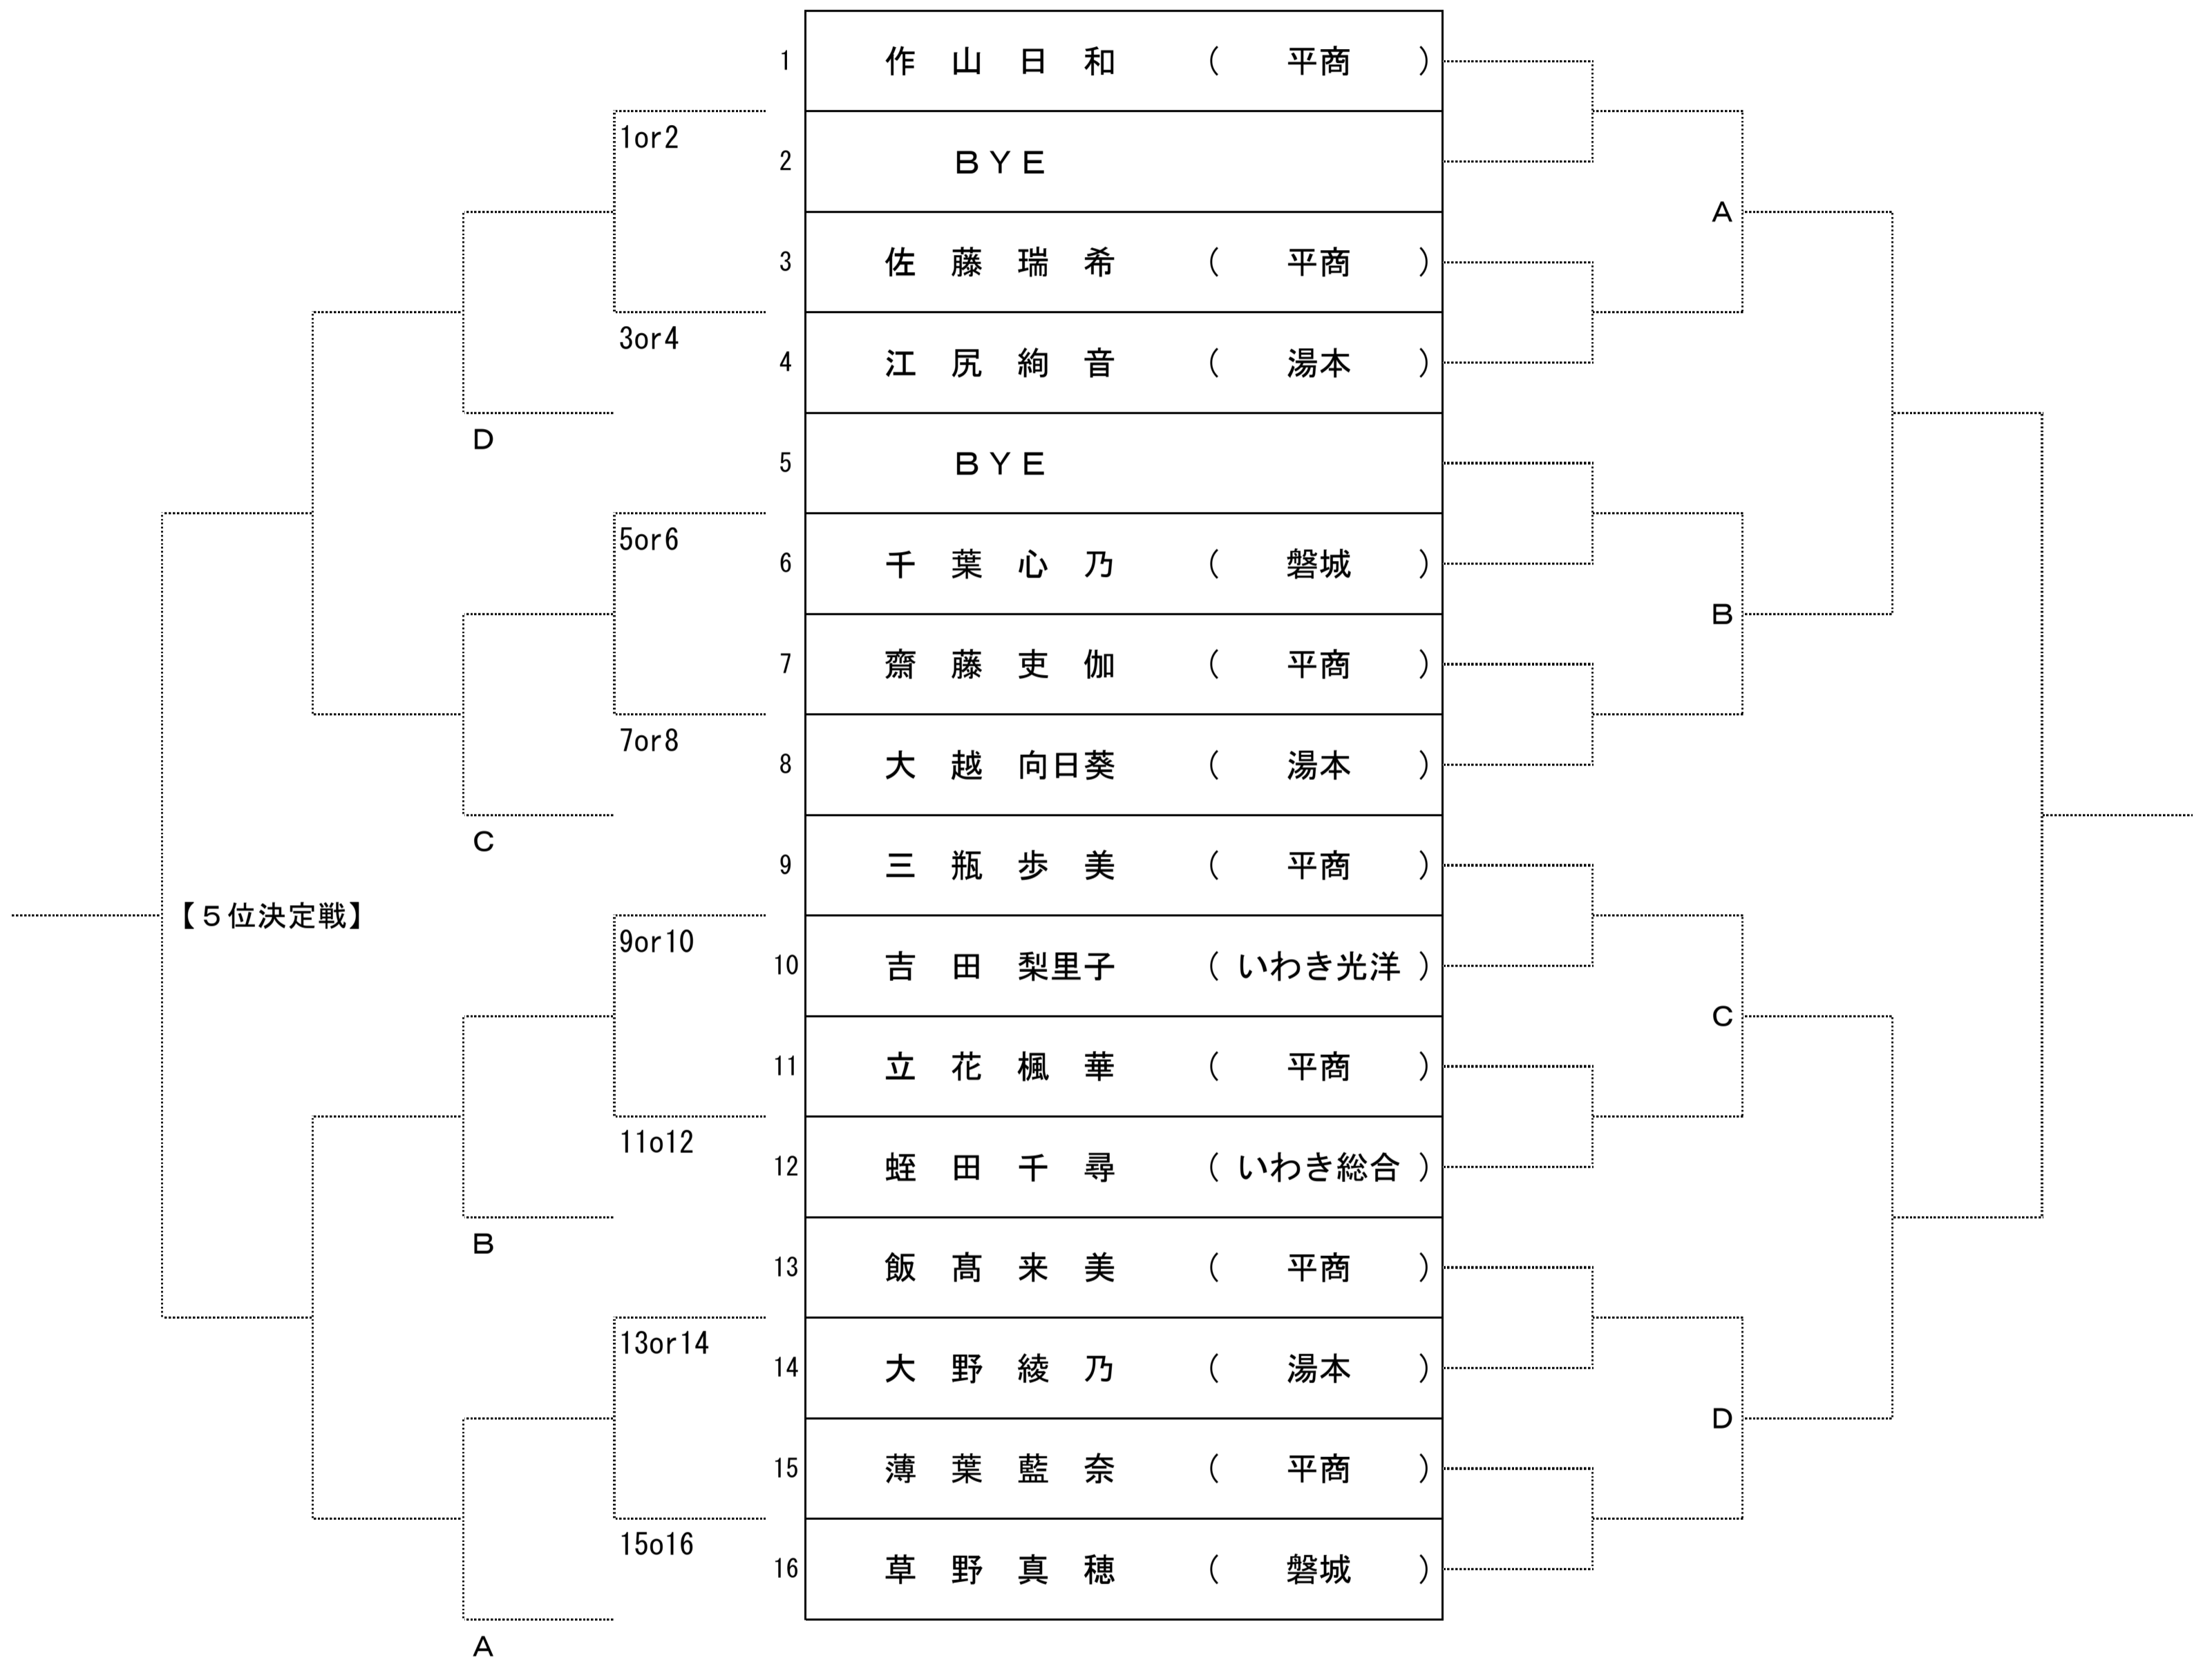 1 作 山 日 和 ( 平商 )
1or2
2 ＢＹＥ
A
3 佐 藤 瑞 希 ( 平商 )
3or4
4 江 尻 絢 音 ( 湯本 )
D
5 ＢＹＥ
5or6
6 千 葉 心 乃 ( 磐城 )
B
7 齋 藤 吏 伽 ( 平商 )
7or8
8 大 越 向日葵 ( 湯本 )
C
9 三 瓶 歩 美 ( 平商 )
【５位決定戦】
9or10
10 吉 田 梨里子 ( いわき光洋 )
C
11 立 花 楓 華 ( 平商 )
11o12
12 蛭 田 千 尋 ( いわき総合 )
B
13 飯 髙 来 美 ( 平商 )
13or14
14 大 野 綾 乃 ( 湯本 )
D
15 薄 葉 藍 奈 ( 平商 )
15o16
16 草 野 真 穂 ( 磐城 )
A